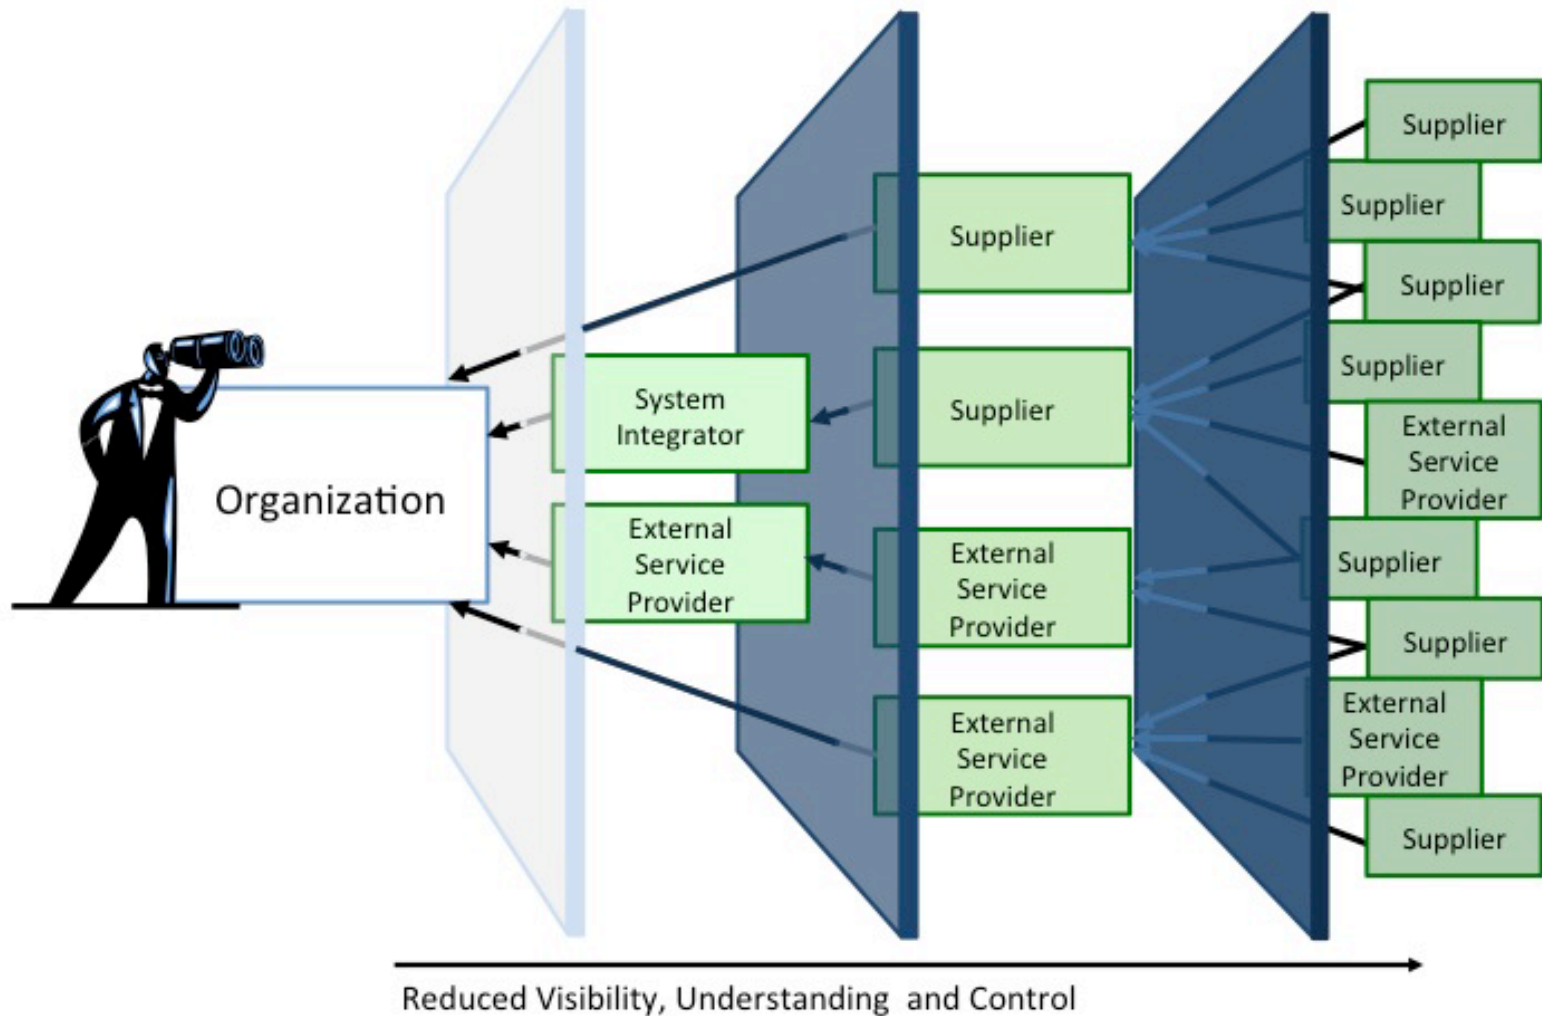 Organization
System
Integrator
External
Service
Provider
Supplier
Supplier
External
Service
Provider
External
Service
Provider
Supplier
Supplier
Supplier
Supplier
External
Service
Provider
Supplier
Supplier
External
Service
Provider
Supplier
Reduced Visibility, Understanding and Control